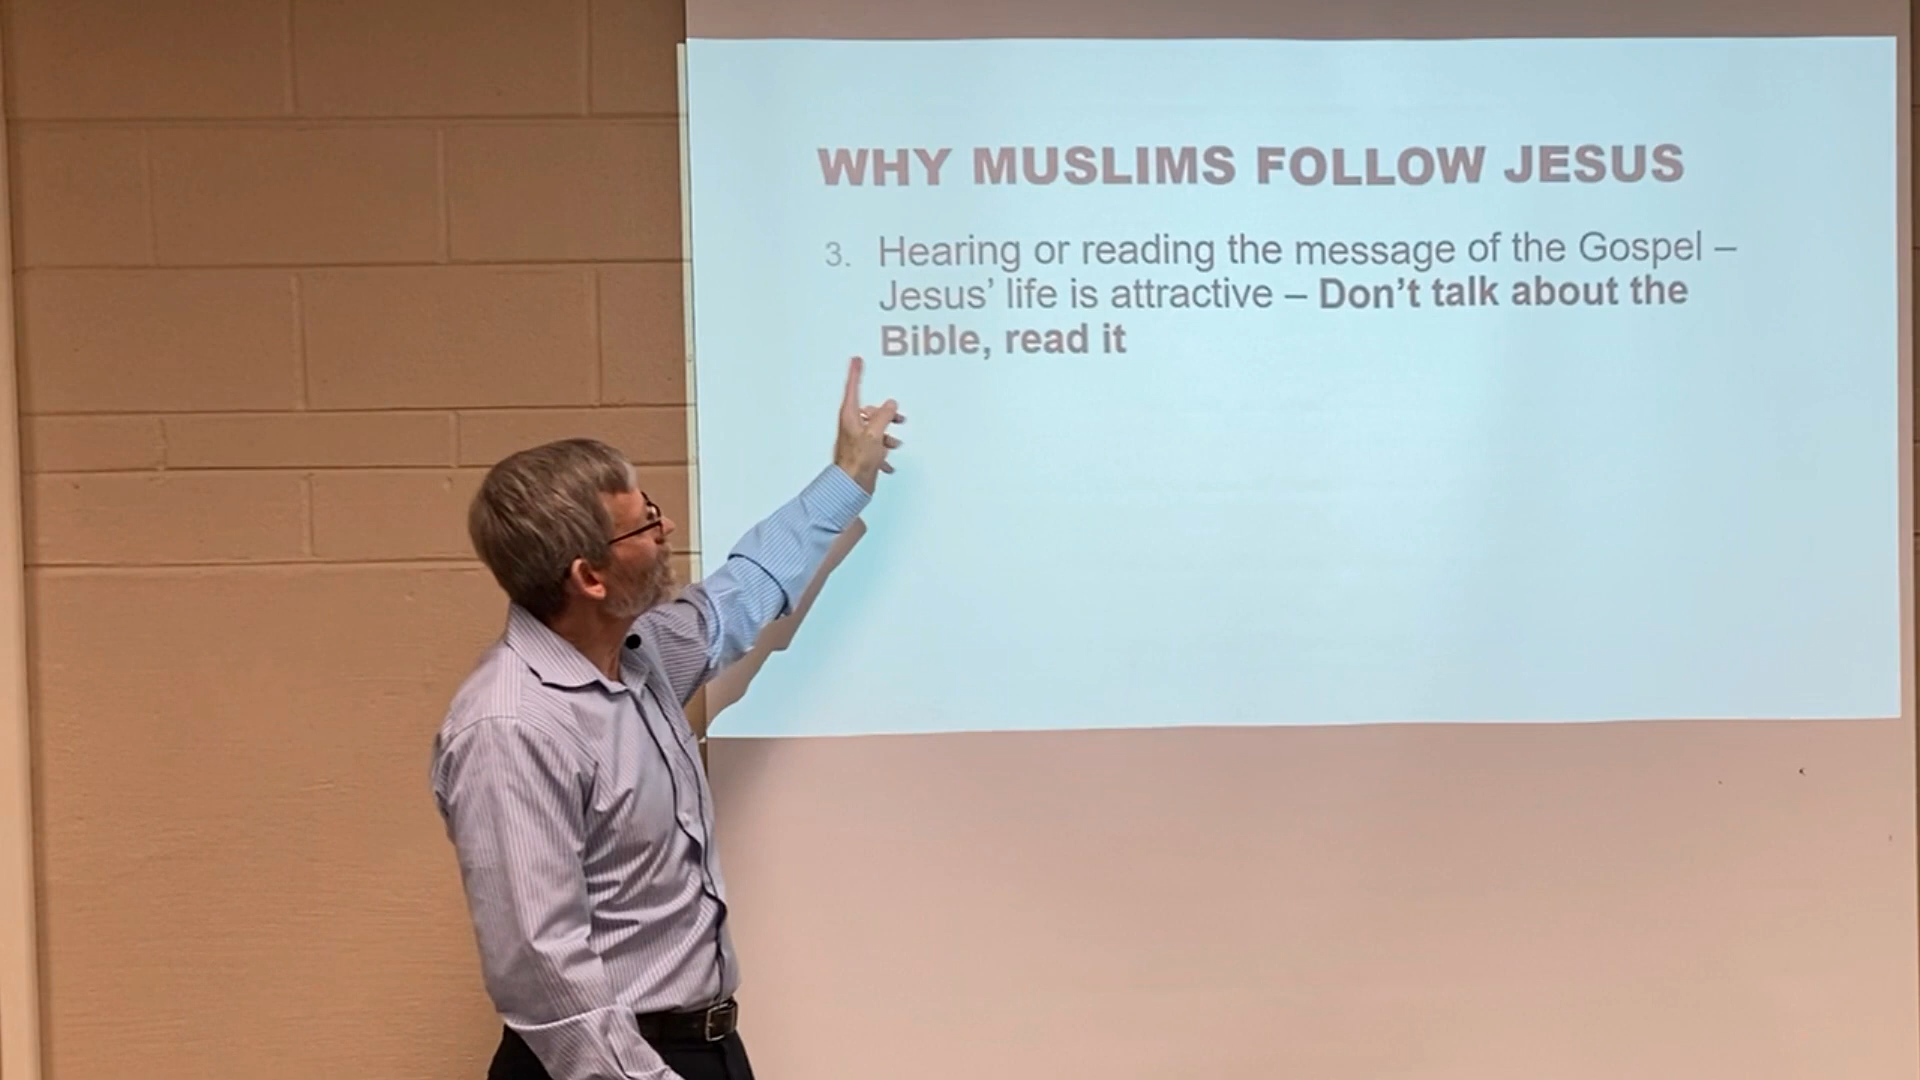 WHY MUSLIMS FOLLOW JESUS
3. Hearing or reading the message of the Gospel –
Jesus’ life is attractive – Don’t talk about the
Bible, read it